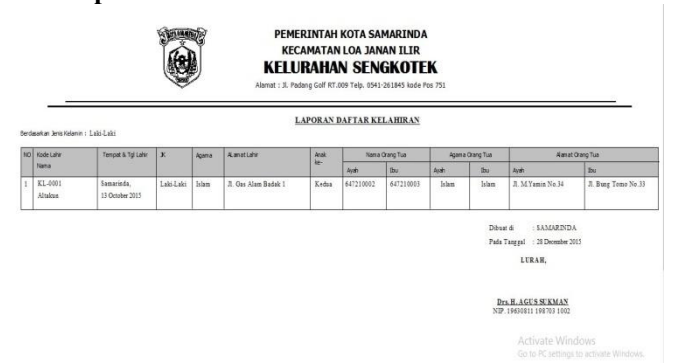 PEMERINTAH KOTA SAMARINDA
KECAMATAN LOA JANAN ILIR
KELURAHAN SENGKOTEK
Alamat : Jl. Padang Golf RT.009 Telp. 0541-261845 kode Pos 751
LAPORAN DAFTAR KELAHIRAN
Berdasarkan Jenis Kelamin : Laki-Laki
NO Kode Lahir Tempat & Tgl Lahir JK Agama ALamat Lahir Anak Nama Orang Tua Agama Orang Tua Alamat Orang Tua
Nama ke- Ayah Ibu Ayah Ibu Ayah Ibu
1 KL-0001 Samarinda, Laki-Laki Islam Jl. Gas Alam Badak 1 Kedua 647210002 647210003 Islam Islam Jl. M.Yamin No.34 Jl. Bung Tomo No.33
Altakun 13 October 2015
Dibuat di : SAMARINDA
Pada Tanggal : 28 December 2015
LURAH,
Drs. H. AGUS SUKMAN
NIP. 19630811 198703 1002
Activate Windows
Go to PC settings to activate Windows.